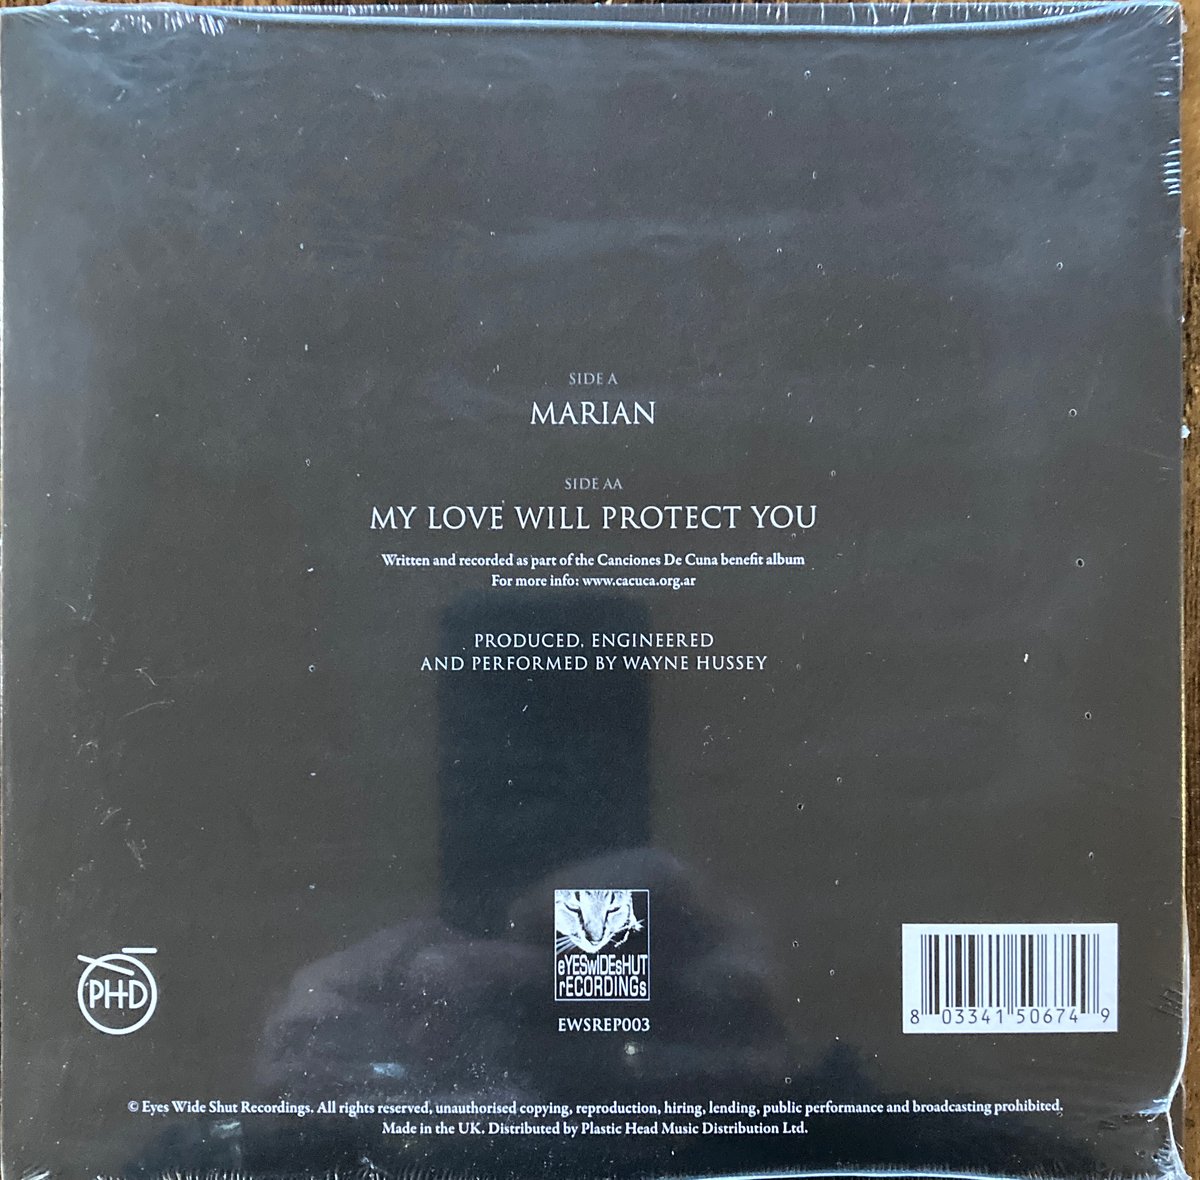 SIDE A
MARIAN
SIDE AA
MY LOVE WILL PROTECT YOU
Written and recorded as part of the Canciones De Cuna benefit album
For more info: www.cacuca.org.ar
PRODUCED, ENGINEERED
AND PERFORMED BY WAYNE HUSSEY
PHD
eYESwIDEsHUT
rECORDINGs
EWSREP003
8 03341 50674 9
© Eyes Wide Shut Recordings. All rights reserved, unauthorised copying, reproduction, hiring, lending, public performance and broadcasting prohibited.
Made in the UK. Distributed by Plastic Head Music Distribution Ltd.